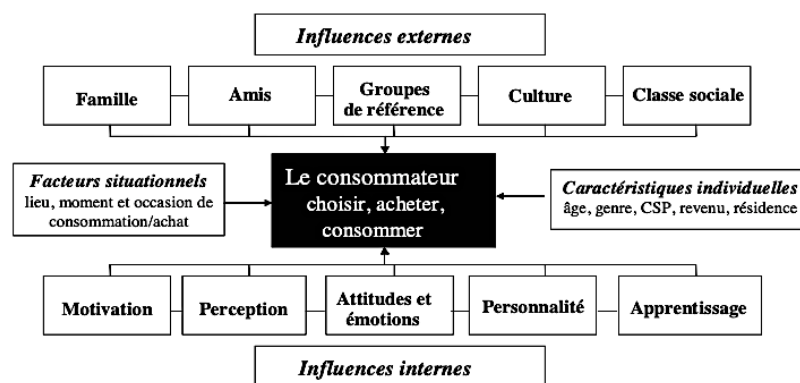 Influences externes
Famille
Amis
Groupes
de référence
Culture
Classe sociale
Facteurs situationnels
lieu, moment et occasion de
consommation/achat
Le consommateur
choisir, acheter,
consommer
Caractéristiques individuelles
âge, genre, CSP, revenu, résidence
Motivation
Perception
Attitudes et
émotions
Personnalité
Apprentissage
Influences internes